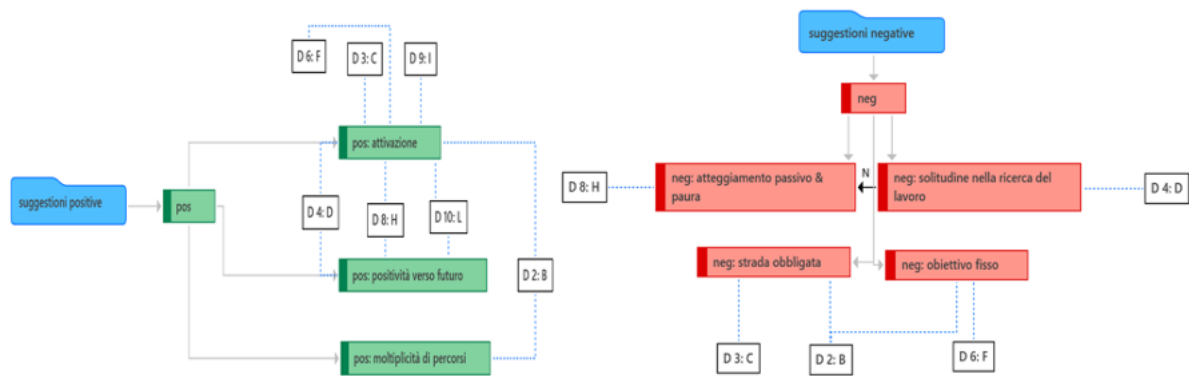 D 6: F
D 3: C
D 9: I
pos: attivazione
suggestioni positive
pos
D 4: D
D 8: H
D 10: L
pos: positività verso futuro
D 2: B
pos: moltiplicità di percorsi
suggestioni negative
neg
D 8: H
neg: atteggiamento passivo &
paura
N
neg: solitudine nella ricerca del
lavoro
D 4: D
neg: strada obbligata
neg: obiettivo fisso
D 3: C
D 2: B
D 6: F